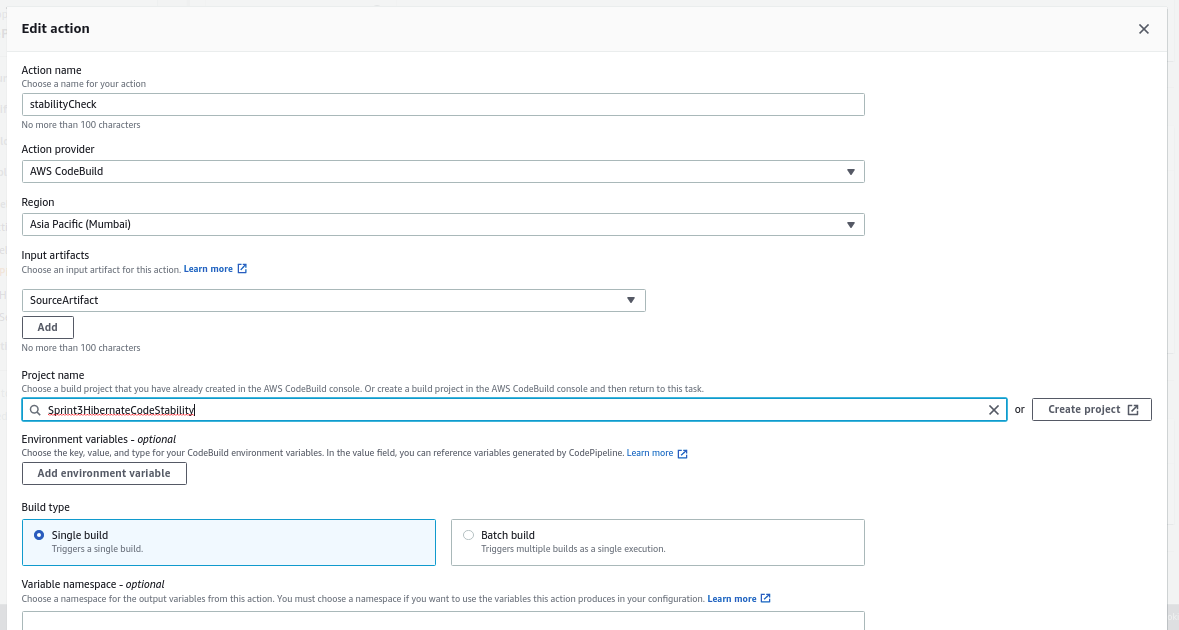 Edit action
Action name
Choose a name for your action
stabilityCheck
No more than 100 characters
Action provider
AWS CodeBuild
Region
Asia Pacific (Mumbai)
Input artifacts
Choose an input artifact for this action. Learn more
SourceArtifact
Add
No more than 100 characters
Project name
Choose a build project that you have already created in the AWS CodeBuild console. Or create a build project in the AWS CodeBuild console and then return to this task.
Sprint3HibernateCodeStability or Create project
Environment variables - optional
Choose the key, value, and type for your CodeBuild environment variables. In the value field, you can reference variables generated by CodePipeline. Learn more
Add environment variable
Build type
Single build
Triggers a single build.
Batch build
Triggers multiple builds as a single execution.
Variable namespace - optional
Choose a namespace for the output variables from this action. You must choose a namespace if you want to use the variables this action produces in your configuration. Learn more